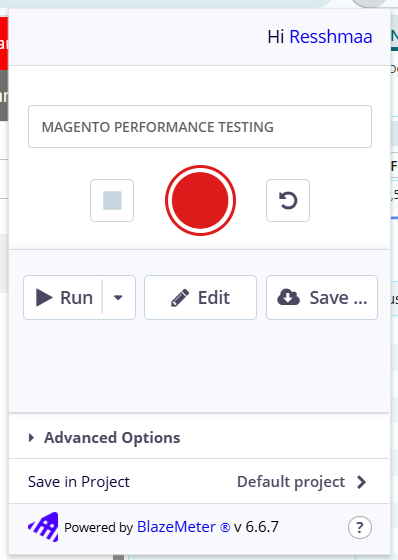 Hi Resshmaa
MAGENTO PERFORMANCE TESTING
Run
Edit
Save ...
Advanced Options
Save in Project Default project
Powered by BlazeMeter ® v 6.6.7 ?